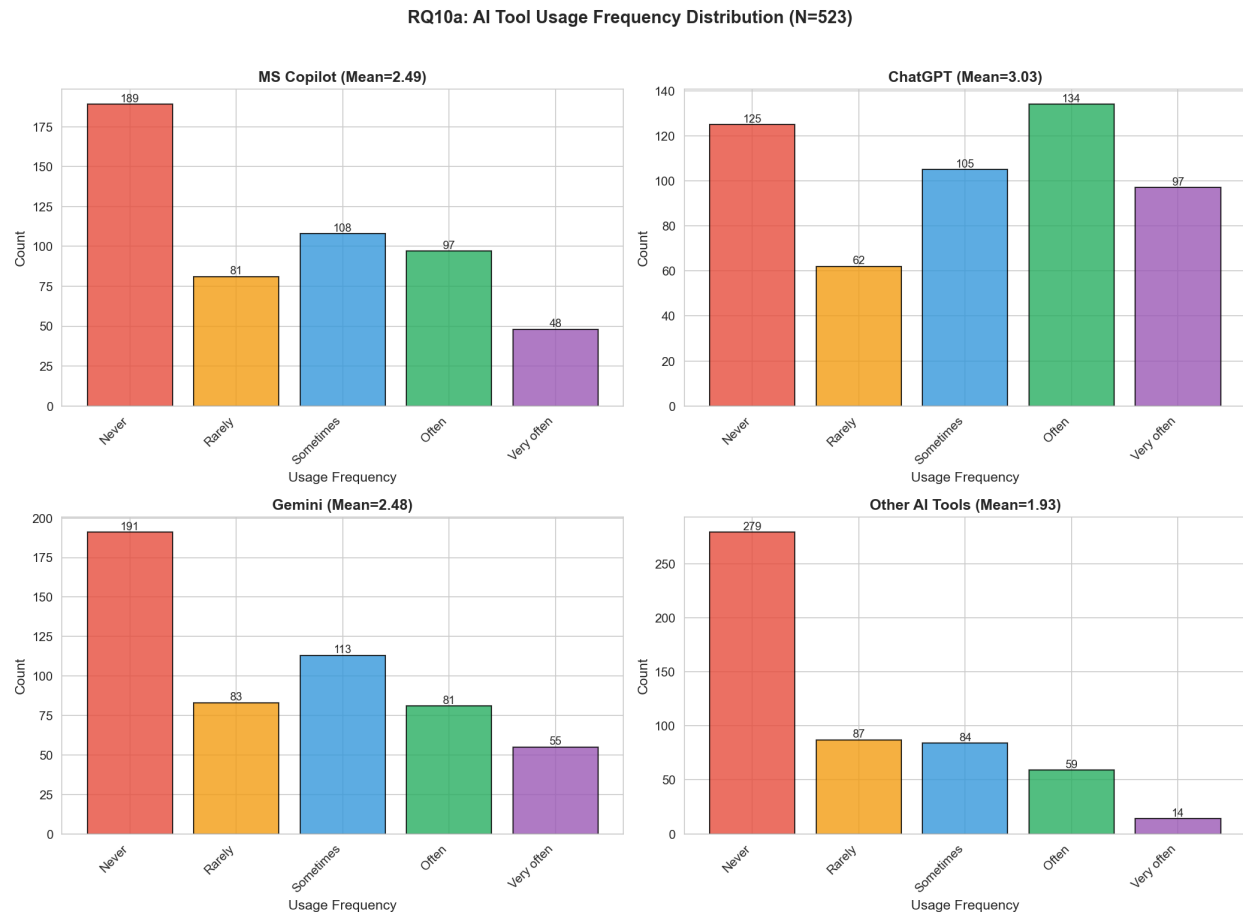 RQ10a: AI Tool Usage Frequency Distribution (N=523)
MS Copilot (Mean=2.49)
Count
175
150
125
100
75
50
25
0
189
81
108
97
48
Never
Rarely
Sometimes
Often
Very often
Usage Frequency
ChatGPT (Mean=3.03)
Count
140
120
100
80
60
40
20
0
125
62
105
134
97
Never
Rarely
Sometimes
Often
Very often
Usage Frequency
Gemini (Mean=2.48)
Count
200
175
150
125
100
75
50
25
0
191
83
113
81
55
Never
Rarely
Sometimes
Often
Very often
Usage Frequency
Other AI Tools (Mean=1.93)
Count
250
200
150
100
50
0
279
87
84
59
14
Never
Rarely
Sometimes
Often
Very often
Usage Frequency